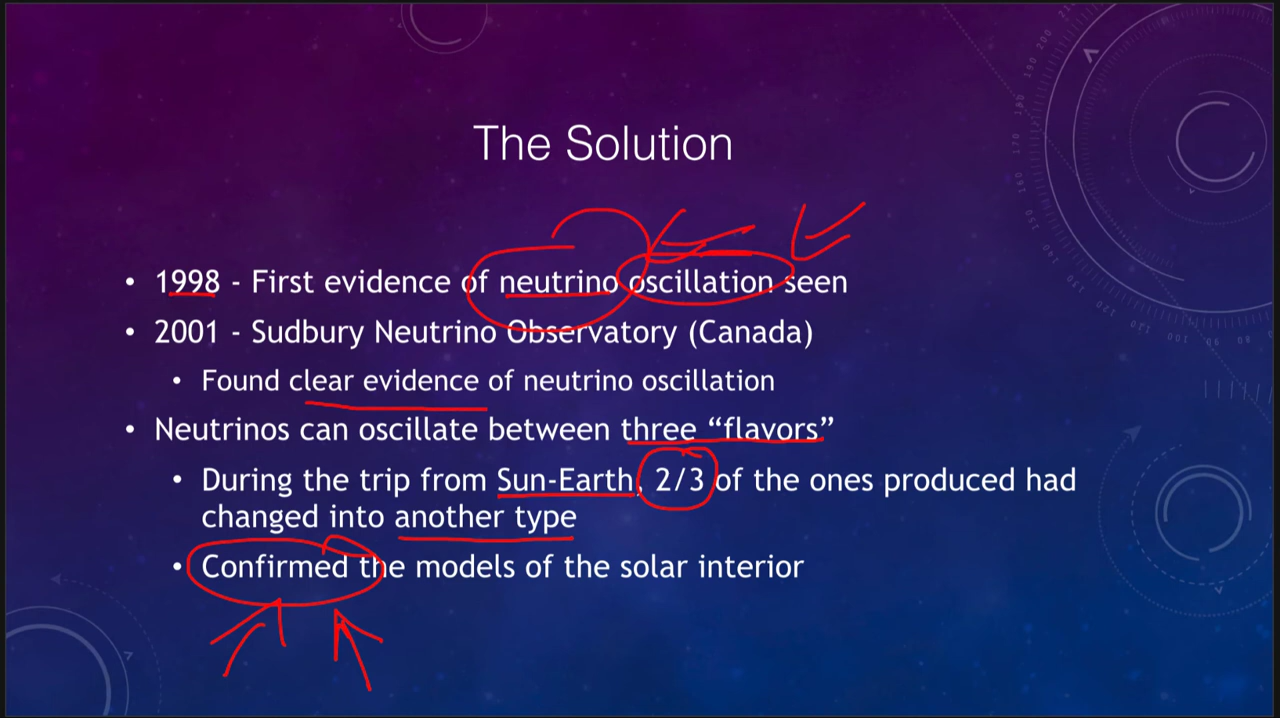 The Solution
• 1998 - First evidence of neutrino oscillation seen
• 2001 - Sudbury Neutrino Observatory (Canada)
• Found clear evidence of neutrino oscillation
• Neutrinos can oscillate between three “flavors”
• During the trip from Sun-Earth, 2/3 of the ones produced had
changed into another type
• Confirmed the models of the solar interior